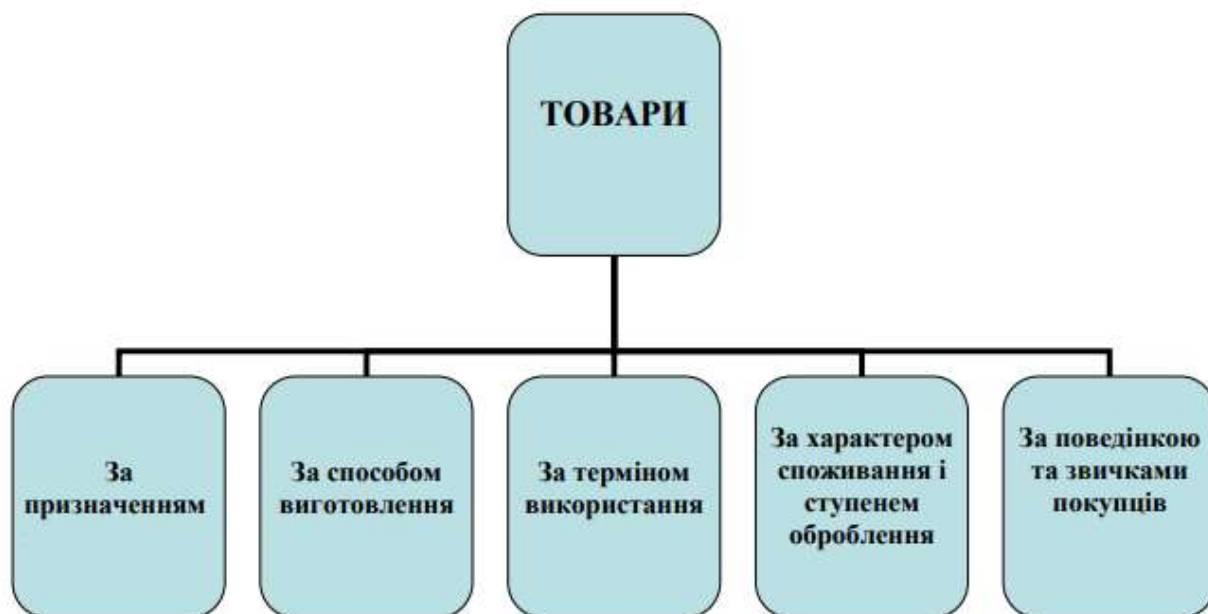 ТОВАРИ
За
призначенням
За способом
виготовлення
За терміном
використання
За характером
споживання і
ступенем
оброблення
За поведінкою
та звичками
покупців